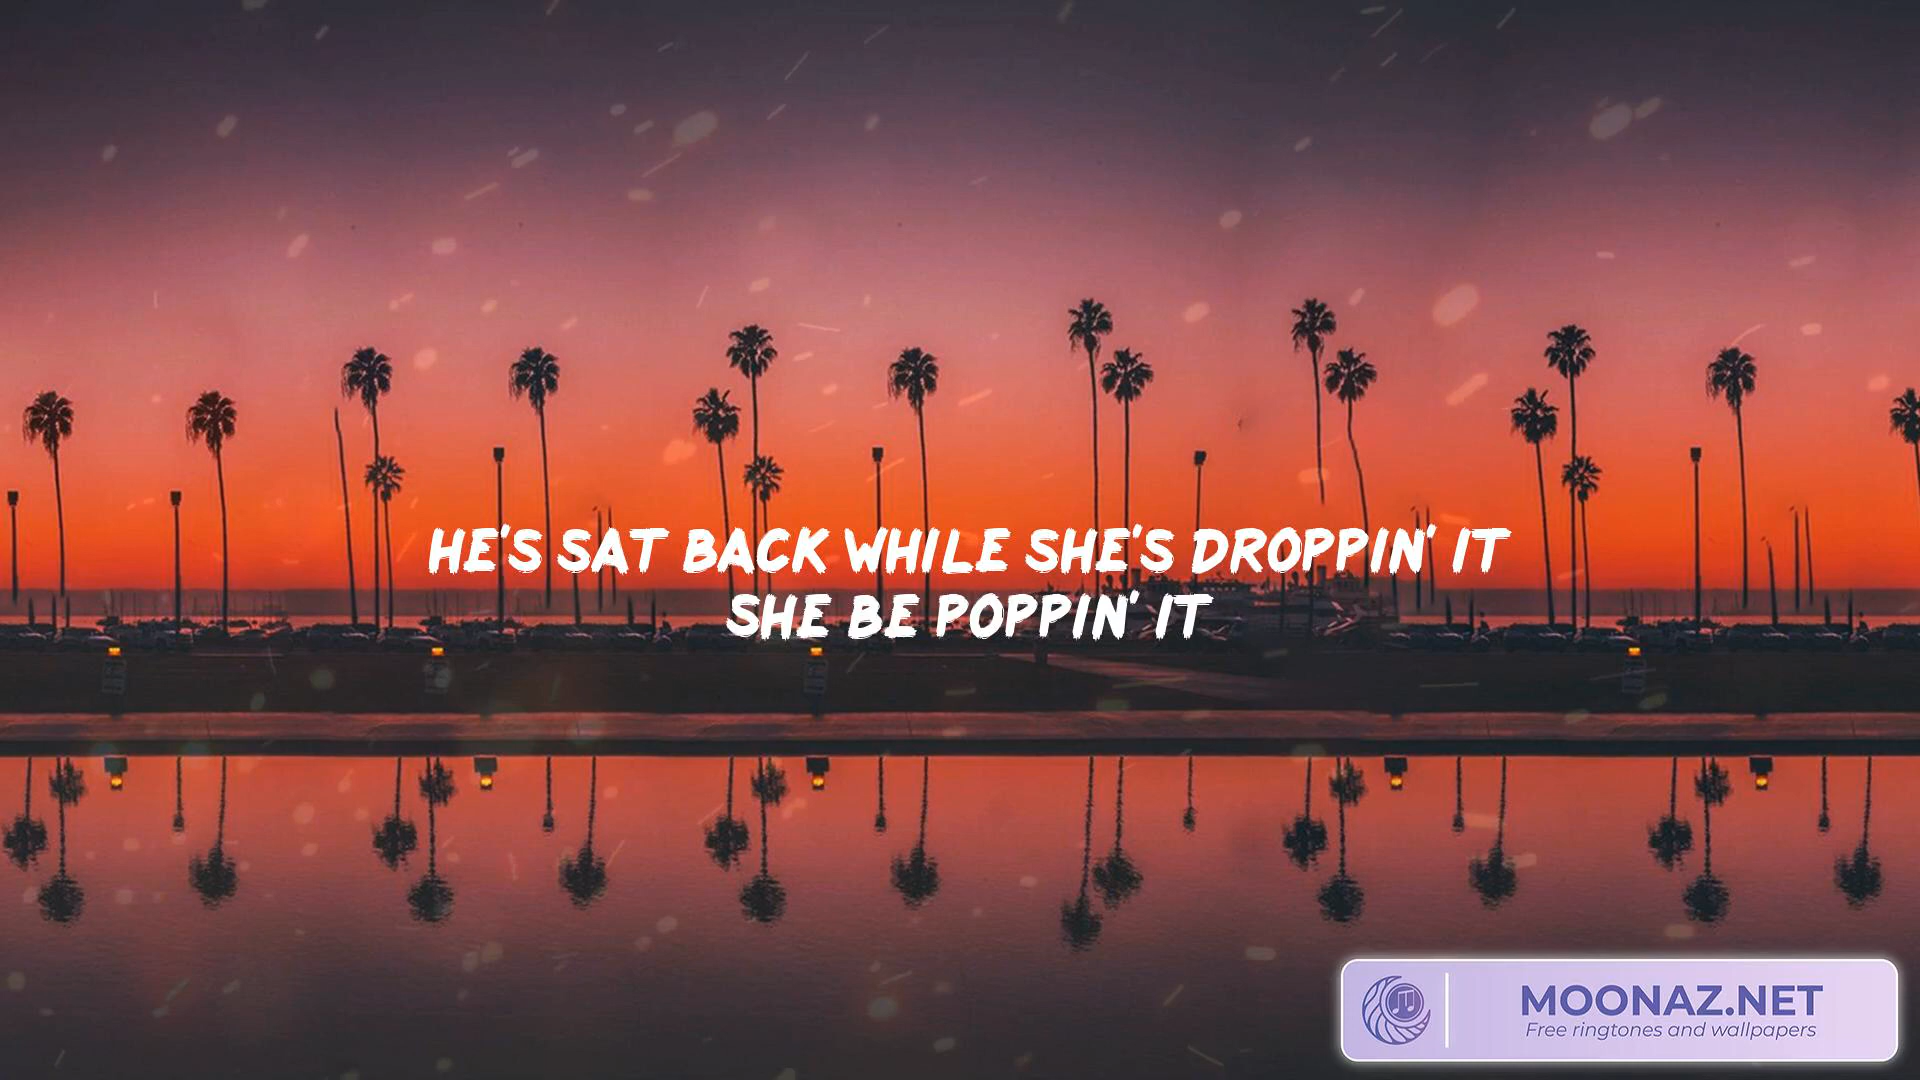 HE'S SAT BACK WHILE SHE'S DROPPIN' IT
SHE BE POPPIN' IT
MOONAZ.NET
Free ringtones and wallpapers